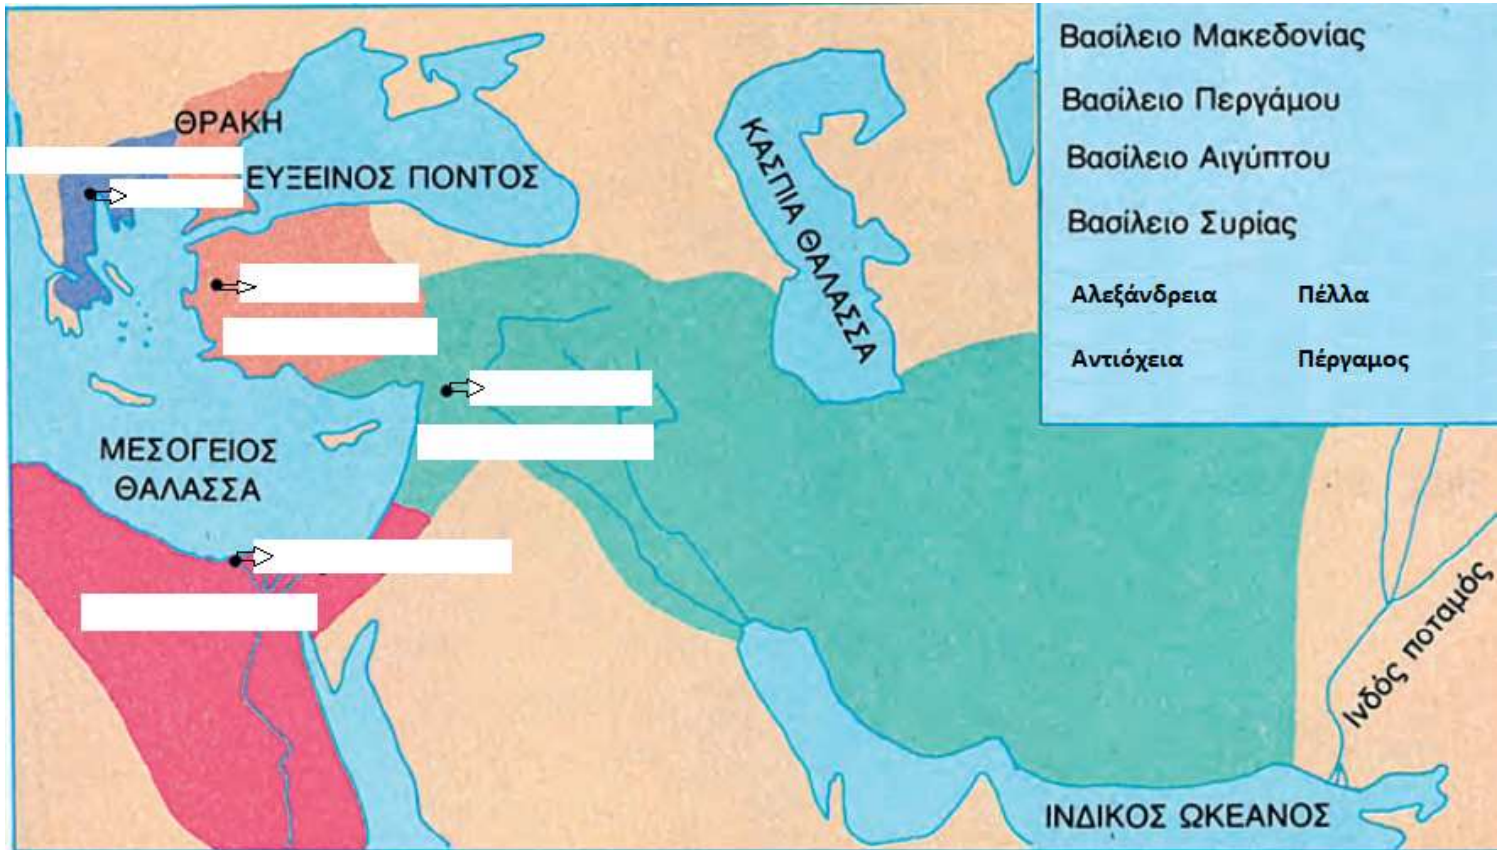 Βασίλειο Μακεδονίας
Βασίλειο Περγάμου
Βασίλειο Αιγύπτου
Βασίλειο Συρίας
Αλεξάνδρεια Πέλλα
Αντιόχεια Πέργαμος
ΘΡΑΚΗ
ΕΥΞΕΙΝΟΣ ΠΟΝΤΟΣ
ΚΑΣΠΙΑ ΘΑΛΑΣΣΑ
ΜΕΣΟΓΕΙΟΣ
ΘΑΛΑΣΣΑ
Ινδός ποταμός
ΙΝΔΙΚΟΣ ΩΚΕΑΝΟΣ